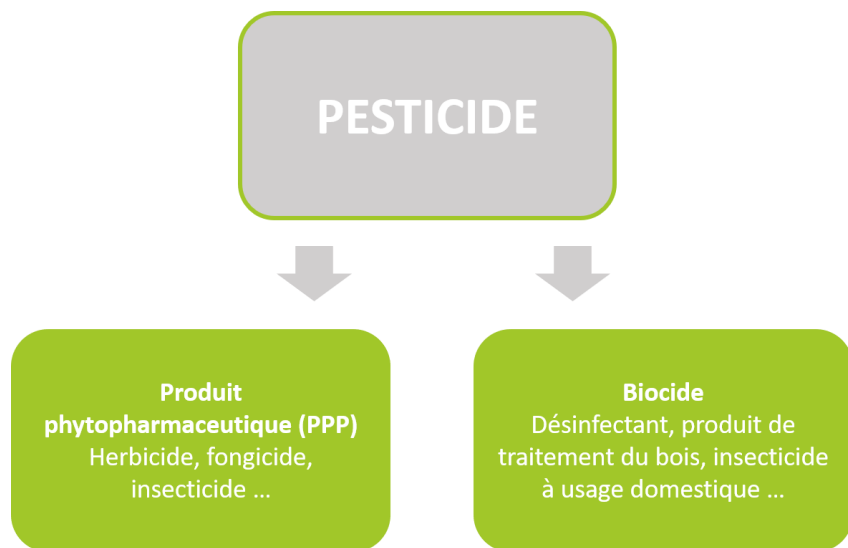 PESTICIDE
Produit
phytopharmaceutique (PPP)
Herbicide, fongicide,
insecticide ...
Biocide
Désinfectant, produit de
traitement du bois, insecticide
à usage domestique ...